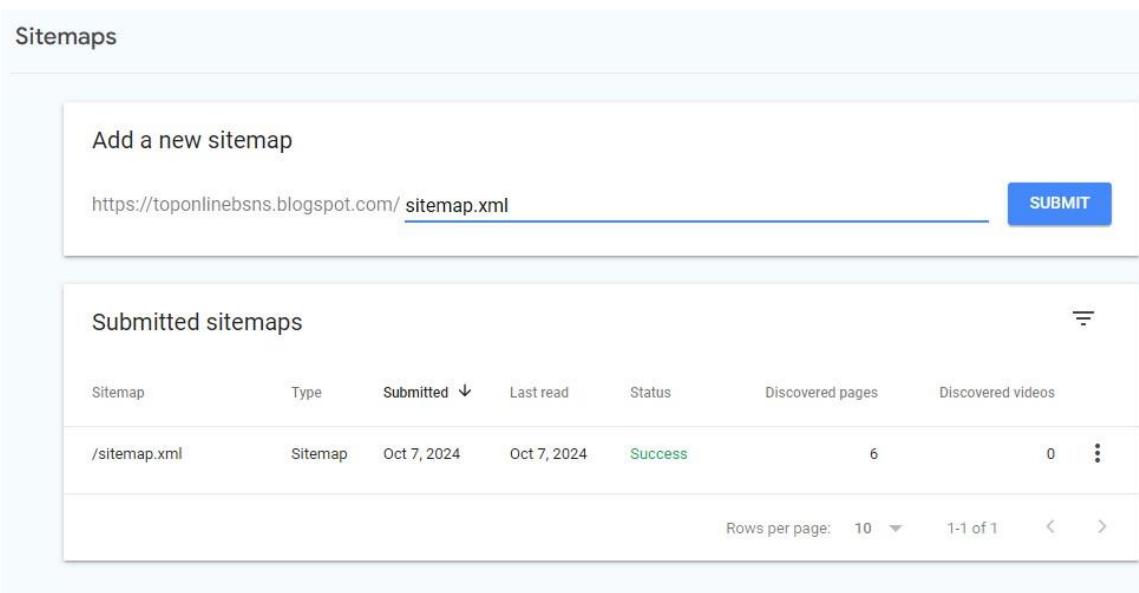 Sitemaps
Add a new sitemap
https://toponlinebsns.blogspot.com/ sitemap.xml SUBMIT
Submitted sitemaps
Sitemap Type Submitted Last read Status Discovered pages Discovered videos
/sitemap.xml Sitemap Oct 7, 2024 Oct 7, 2024 Success 6 0
Rows per page: 10 1-1 of 1